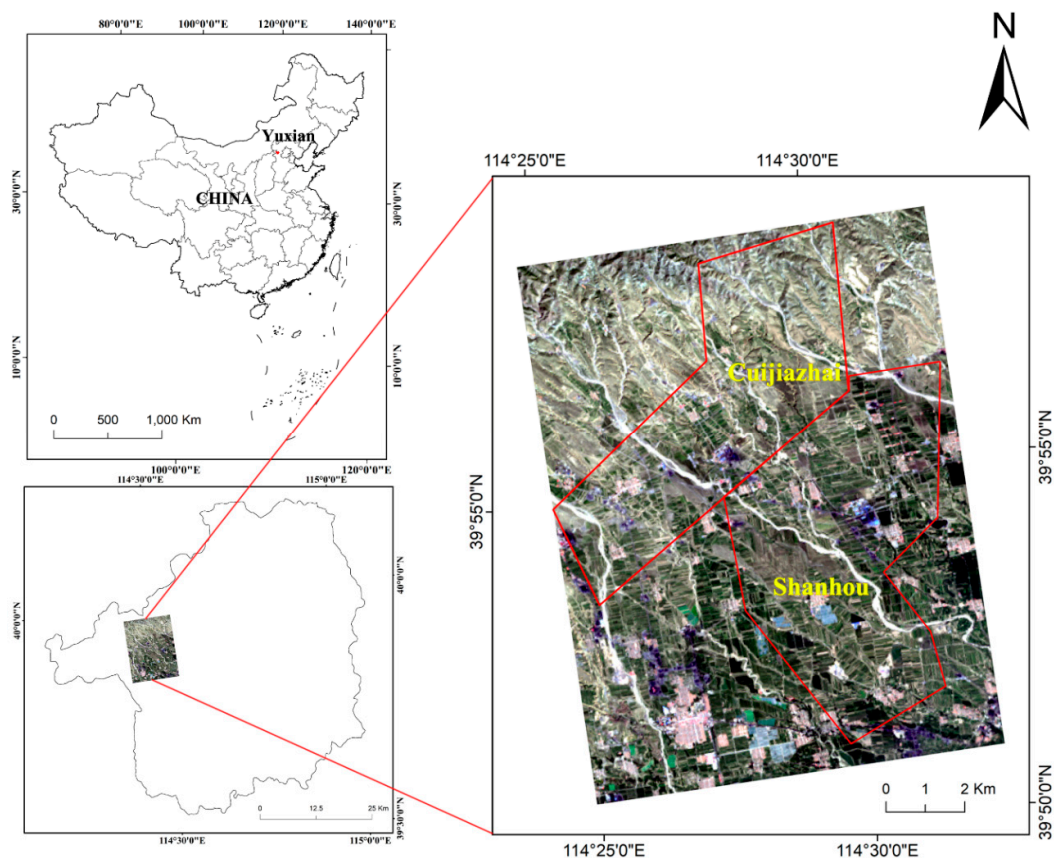 80°0'0"E 100°0'0"E 120°0'0"E 140°0'0"E
Yuxian
CHINA
30°0'0"N
30°0'0"N
10°0'0"N
10°0'0"N
0 500 1,000 Km
100°0'0"E 120°0'0"E
114°30'0"E 115°0'0"E
40°0'0"N
40°0'0"N
39°30'0"N
0 12.5 25 Km
114°30'0"E 115°0'0"E
N
114°25'0"E 114°30'0"E
Cuijiazhai
39°55'0"N
39°55'0"N
Shanhou
39°50'0"N
0 1 2 Km
114°25'0"E 114°30'0"E